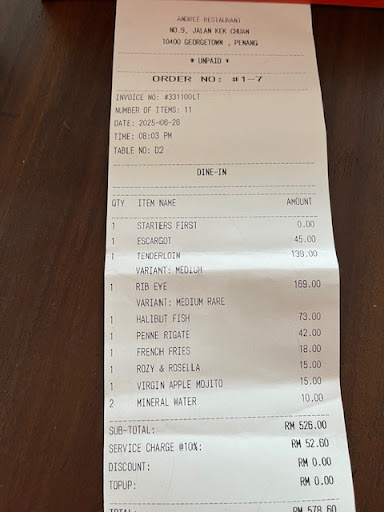 ANDREE RESTAURANT
NO.9, JALAN KEK CHUAN
10400 GEORGETOWN , PENANG
* UNPAID *
ORDER NO: #1-7
INVOICE NO: #331100LT
NUMBER OF ITEMS: 11
DATE: 2025-06-26
TIME: 08:03 PM
TABLE NO: D2
DINE-IN
QTY ITEM NAME AMOUNT
1 STARTERS FIRST 0.00
1 ESCARGOT 45.00
1 TENDERLOIN 139.00
VARIANT: MEDIUM
1 RIB EYE 169.00
VARIANT: MEDIUM RARE
1 HALIBUT FISH 73.00
1 PENNE RIGATE 42.00
1 FRENCH FRIES 18.00
1 ROZY & ROSELLA 15.00
1 VIRGIN APPLE MOJITO 15.00
2 MINERAL WATER 10.00
SUB-TOTAL: RM 526.00
SERVICE CHARGE @10%: RM 52.60
DISCOUNT: RM 0.00
TOPUP: RM 0.00
TOTAL: RM 578.60